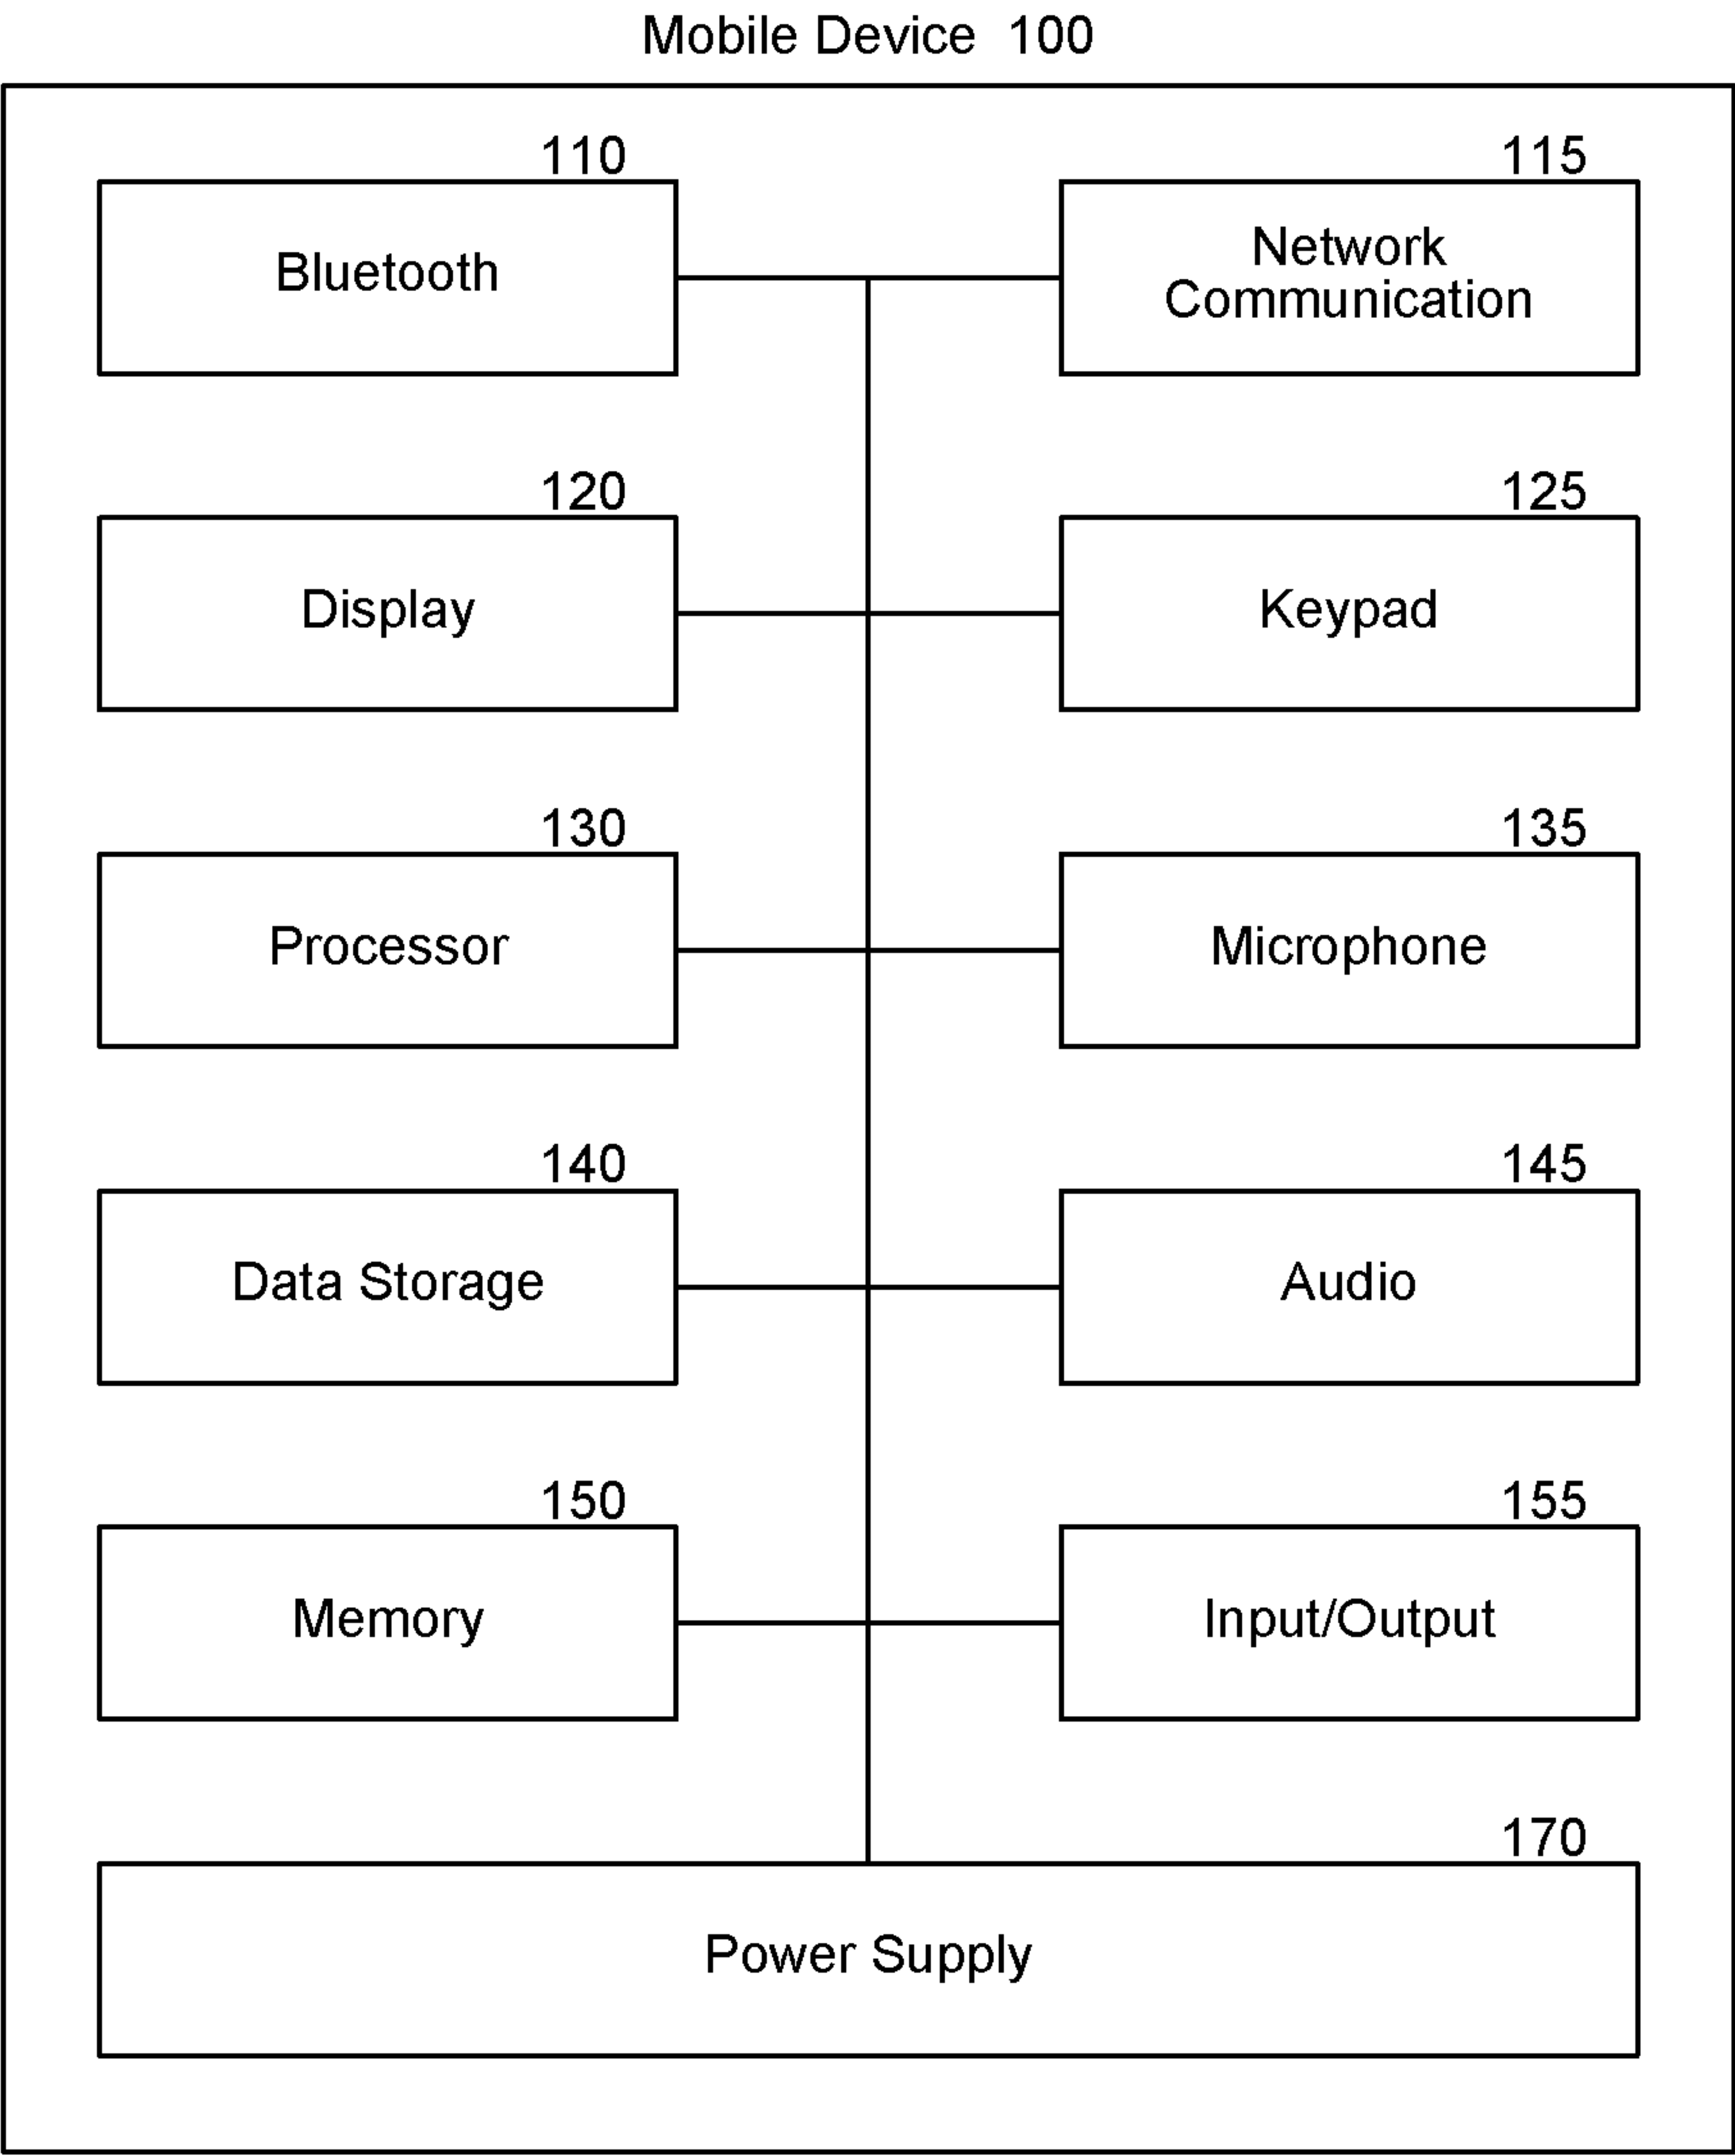 Mobile Device 100
110
Bluetooth
115
Network
Communication
120
Display
125
Keypad
130
Processor
135
Microphone
140
Data Storage
145
Audio
150
Memory
155
Input/Output
170
Power Supply